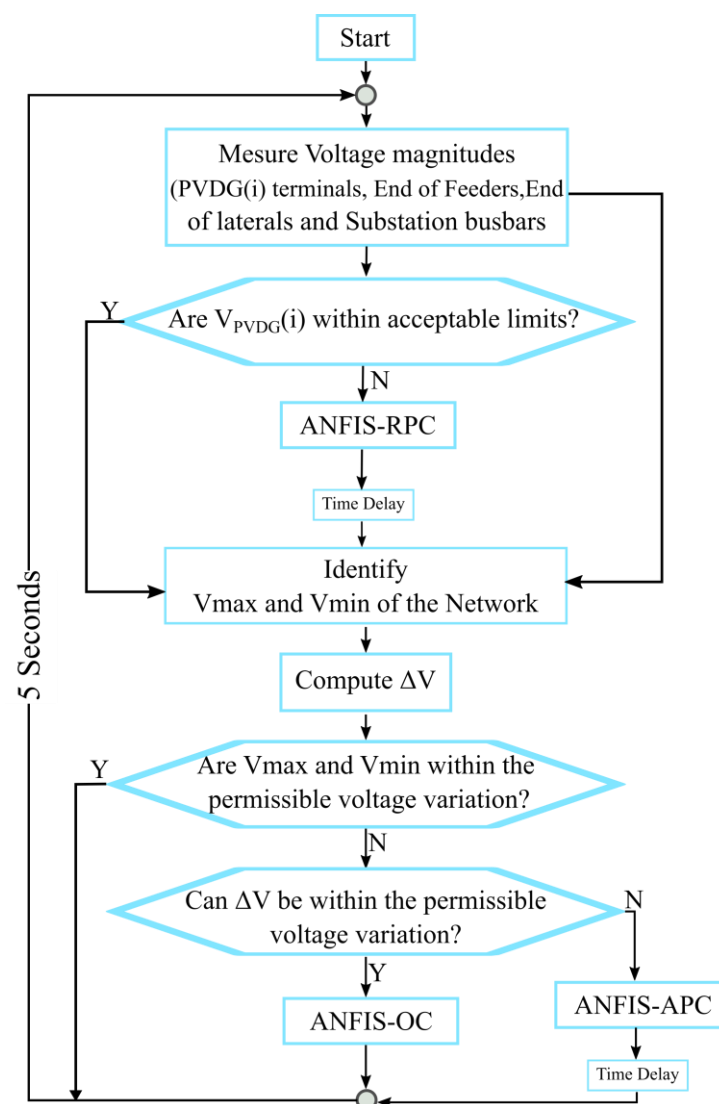 Start
Mesure Voltage magnitudes
(PVDG(i) terminals, End of Feeders,End
of laterals and Substation busbars
Y
Are VPVDG(i) within acceptable limits?
N
ANFIS-RPC
Time Delay
Identify
Vmax and Vmin of the Network
5 Seconds
Compute ΔV
Y
Are Vmax and Vmin within the
permissible voltage variation?
N
Can ΔV be within the permissible
voltage variation?
N
Y
ANFIS-OC
ANFIS-APC
Time Delay